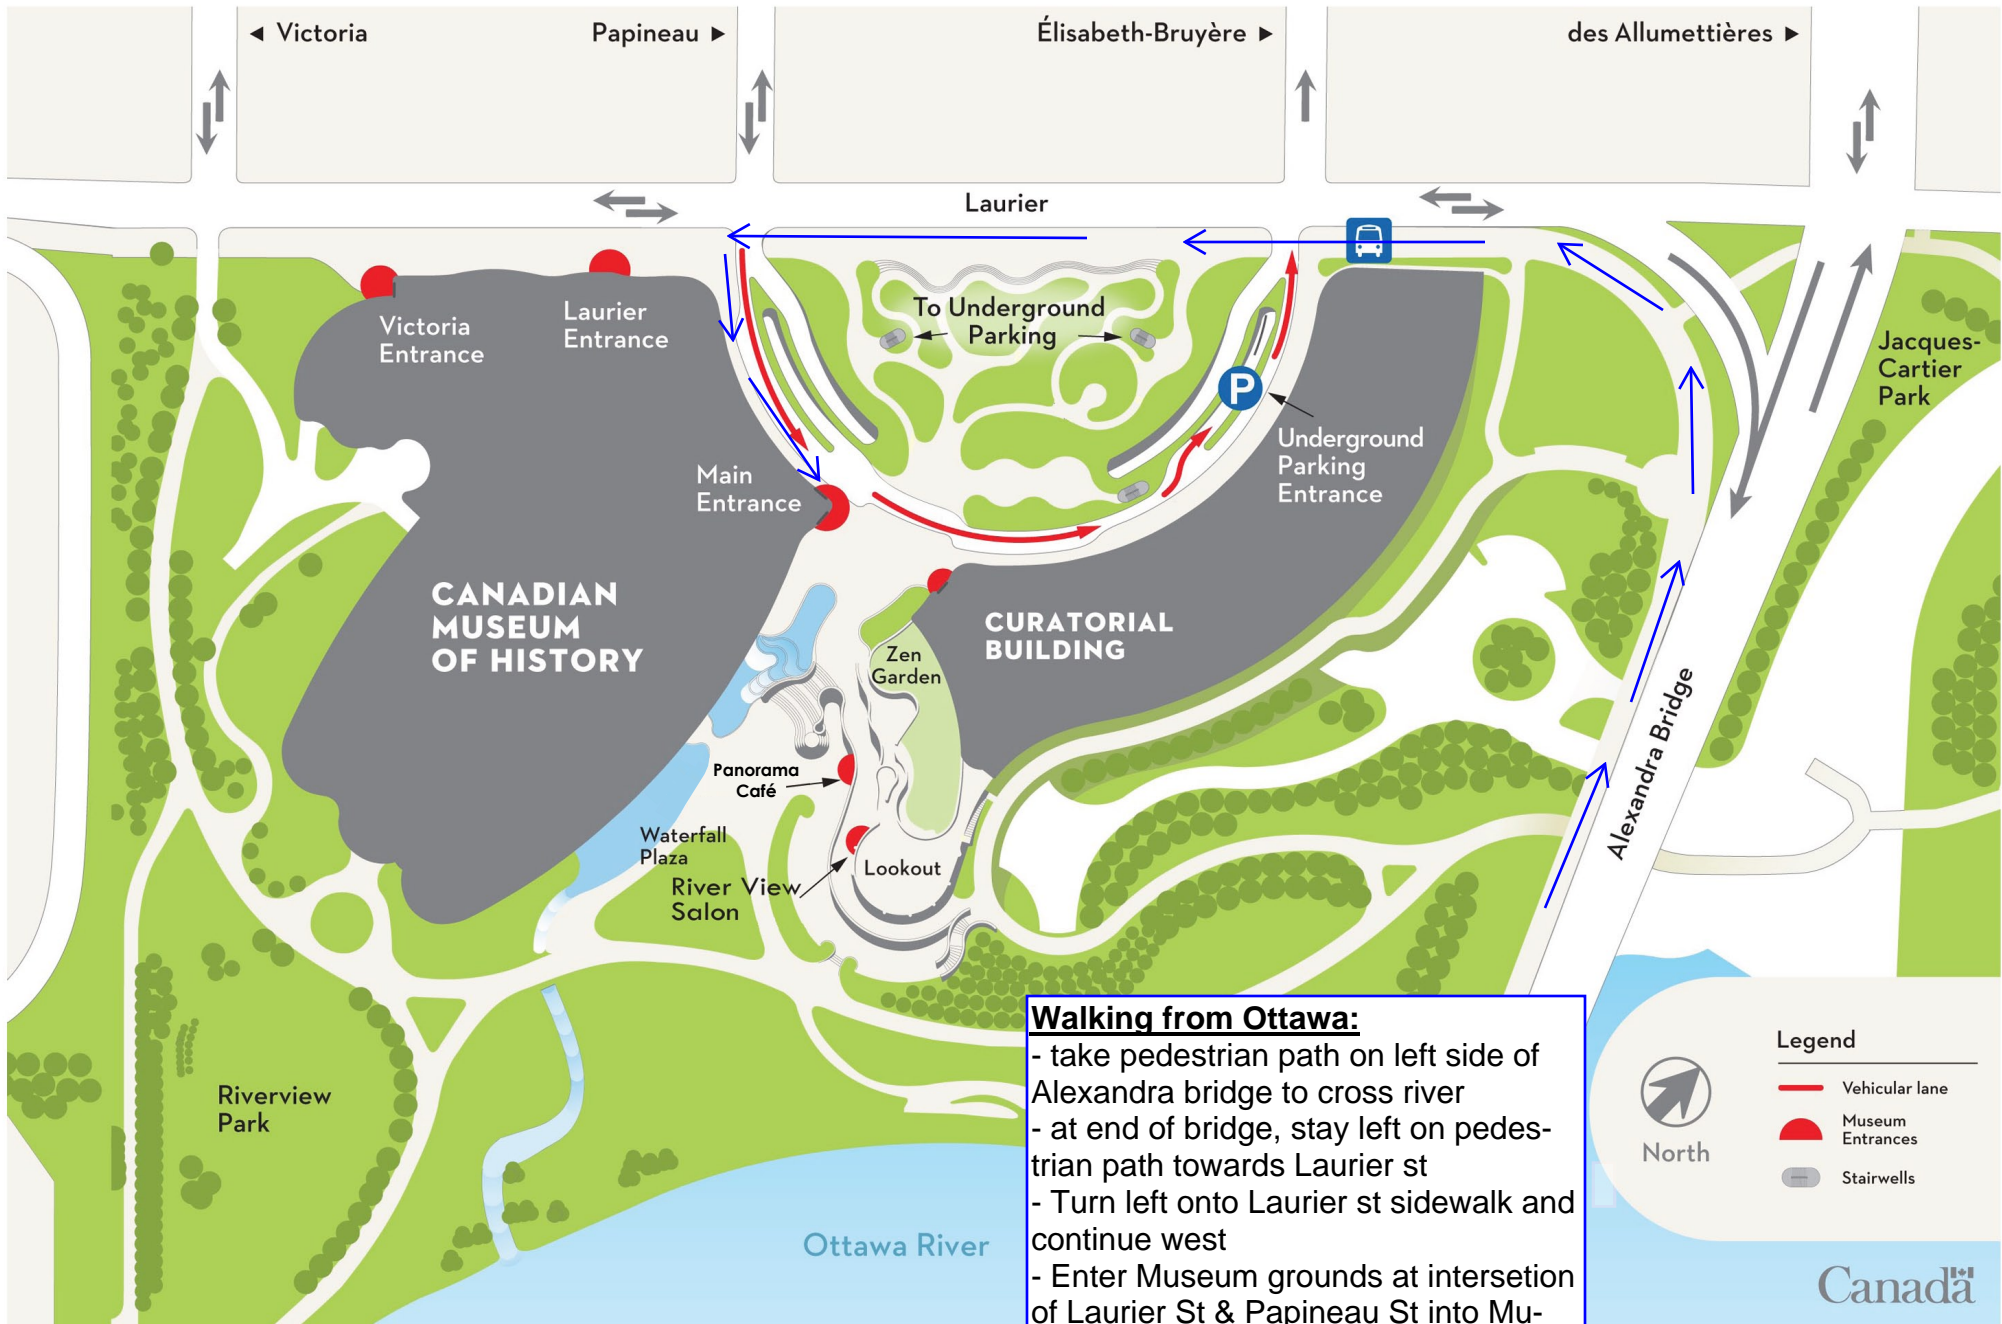 ◄ Victoria
Papineau ►
Élisabeth-Bruyère ►
des Allumettières ►
Laurier
To Underground
Parking
Victoria
Entrance
Laurier
Entrance
Jacques-
Cartier
Park
P
Underground
Parking
Entrance
Main
Entrance
CANADIAN
MUSEUM
OF HISTORY
CURATORIAL
BUILDING
Zen
Garden
Alexandra Bridge
Panorama
Café
Waterfall
Plaza
River View
Salon
Lookout
Riverview
Park
Ottawa River
Walking from Ottawa:
- take pedestrian path on left side of
Alexandra bridge to cross river
- at end of bridge, stay left on pedes-
trian path towards Laurier st
- Turn left onto Laurier st sidewalk and
continue west
- Enter Museum grounds at intersetion
of Laurier St & Papineau St into Mu-
North
Legend
Vehicular lane
Museum
Entrances
Stairwells
Canada